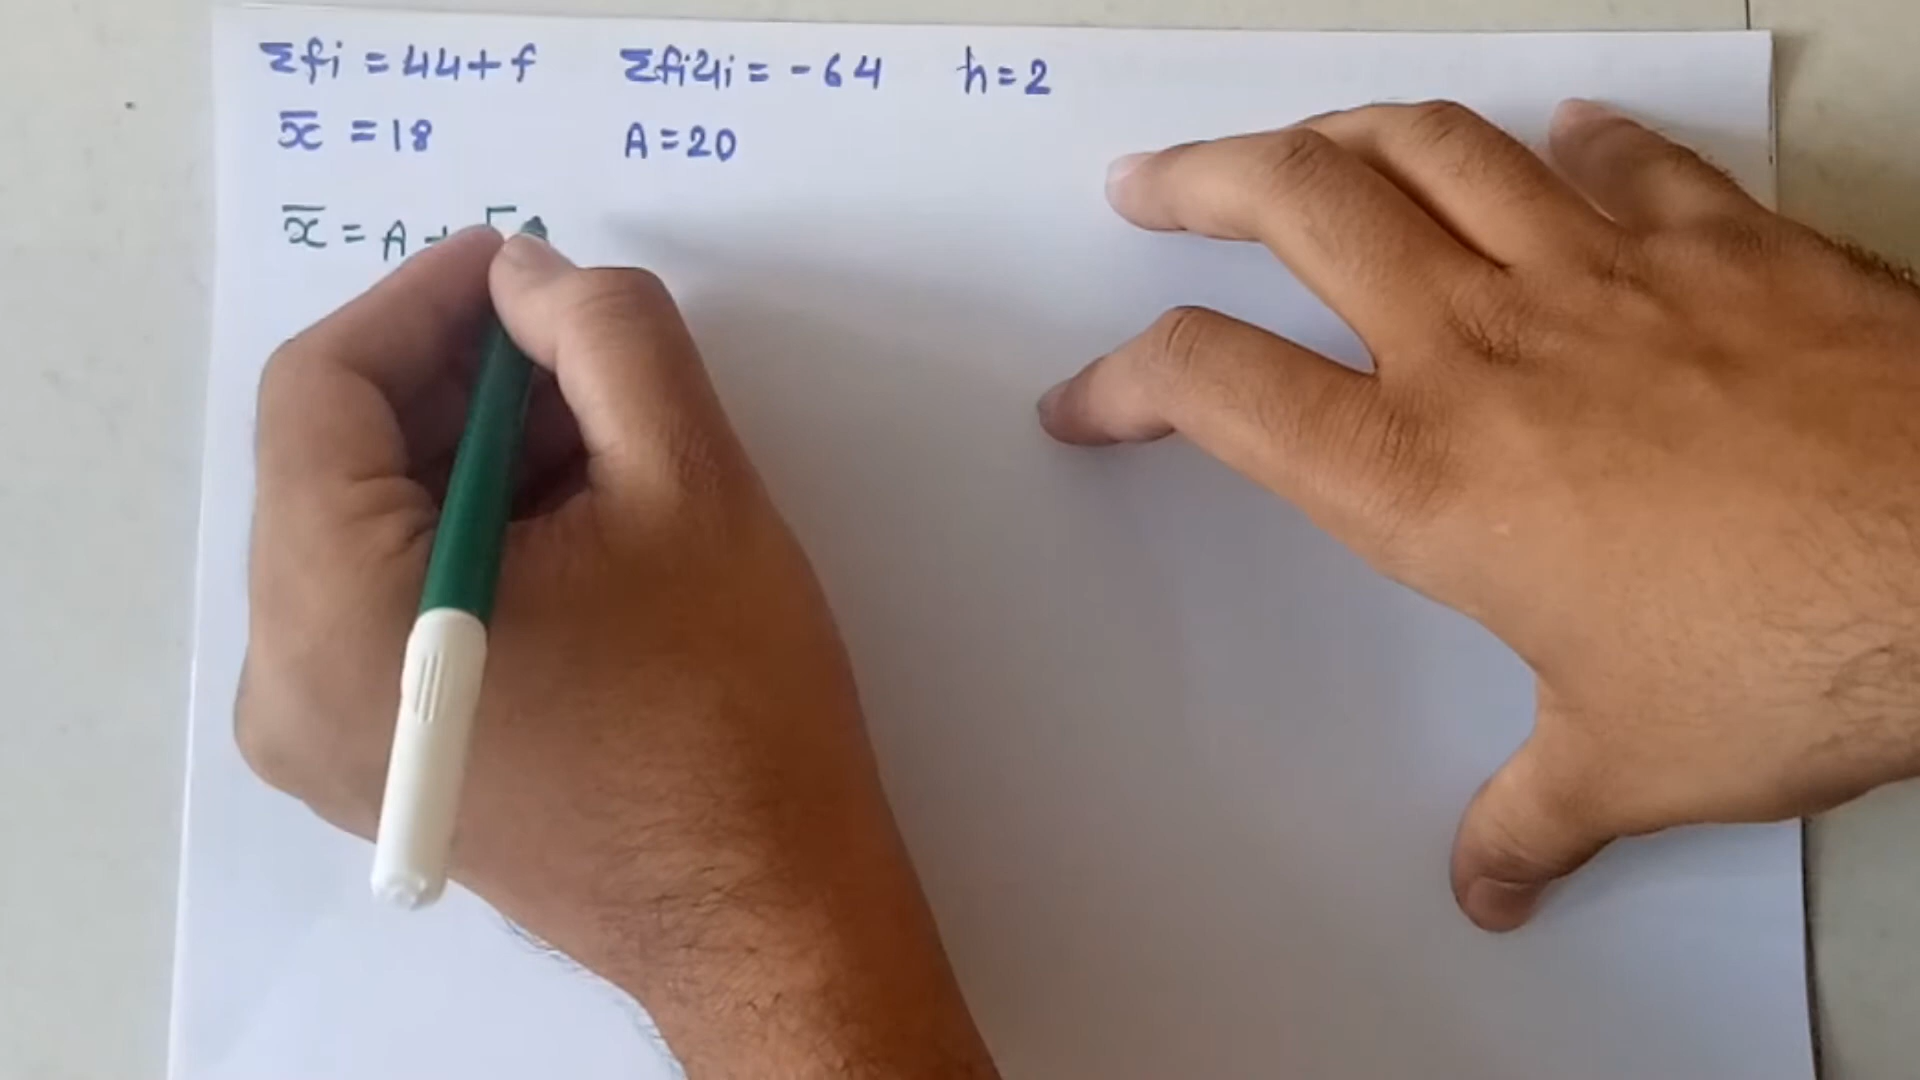 Σfi = 44+f Σfiui = -64 h=2
x̄ = 18 A=20
x̄ = A +